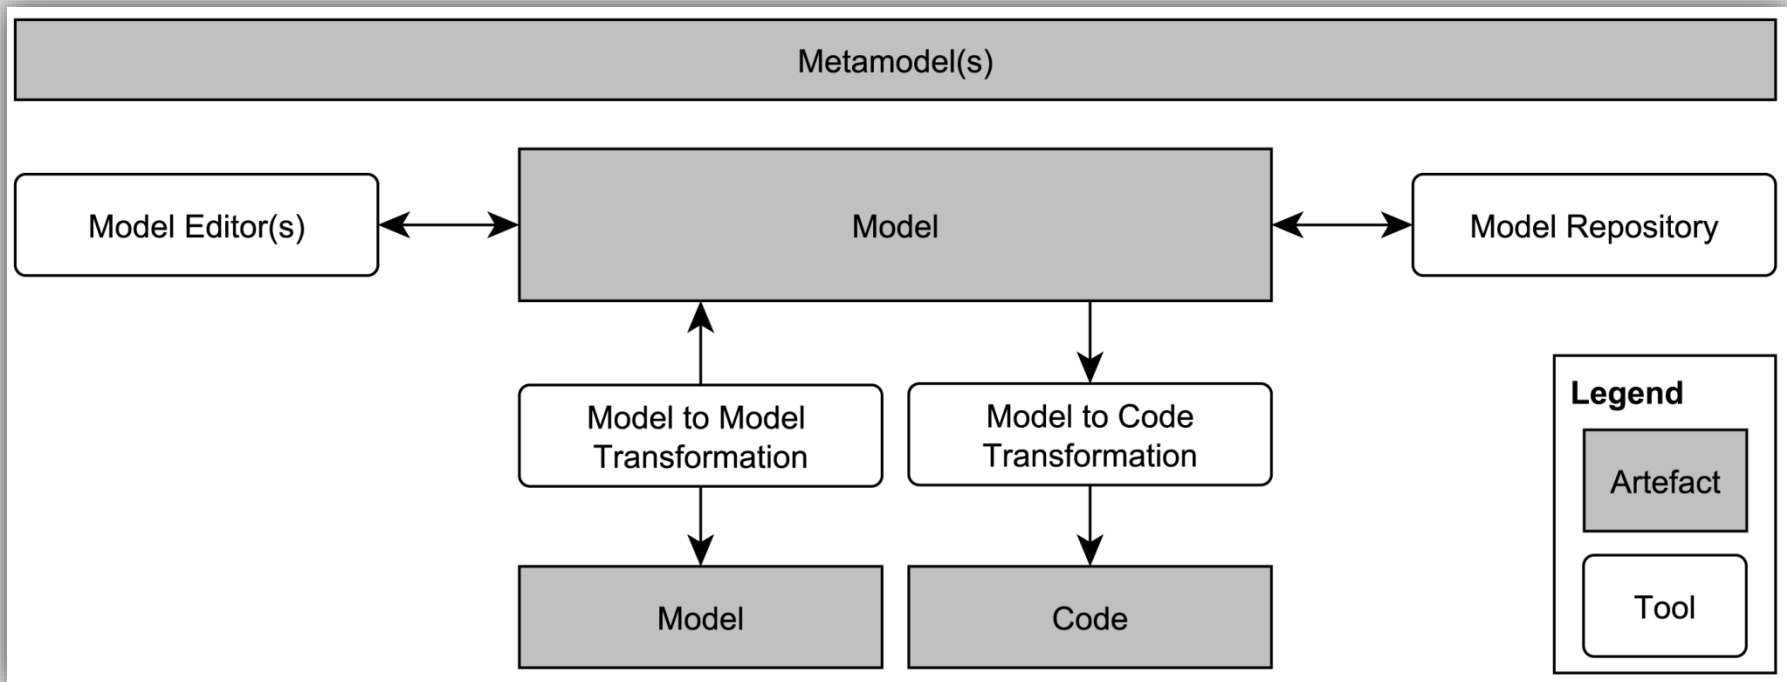 Metamodel(s)
Model Editor(s)
Model
Model Repository
Model to Model
Transformation
Model to Code
Transformation
Model
Code
Legend
Artefact
Tool